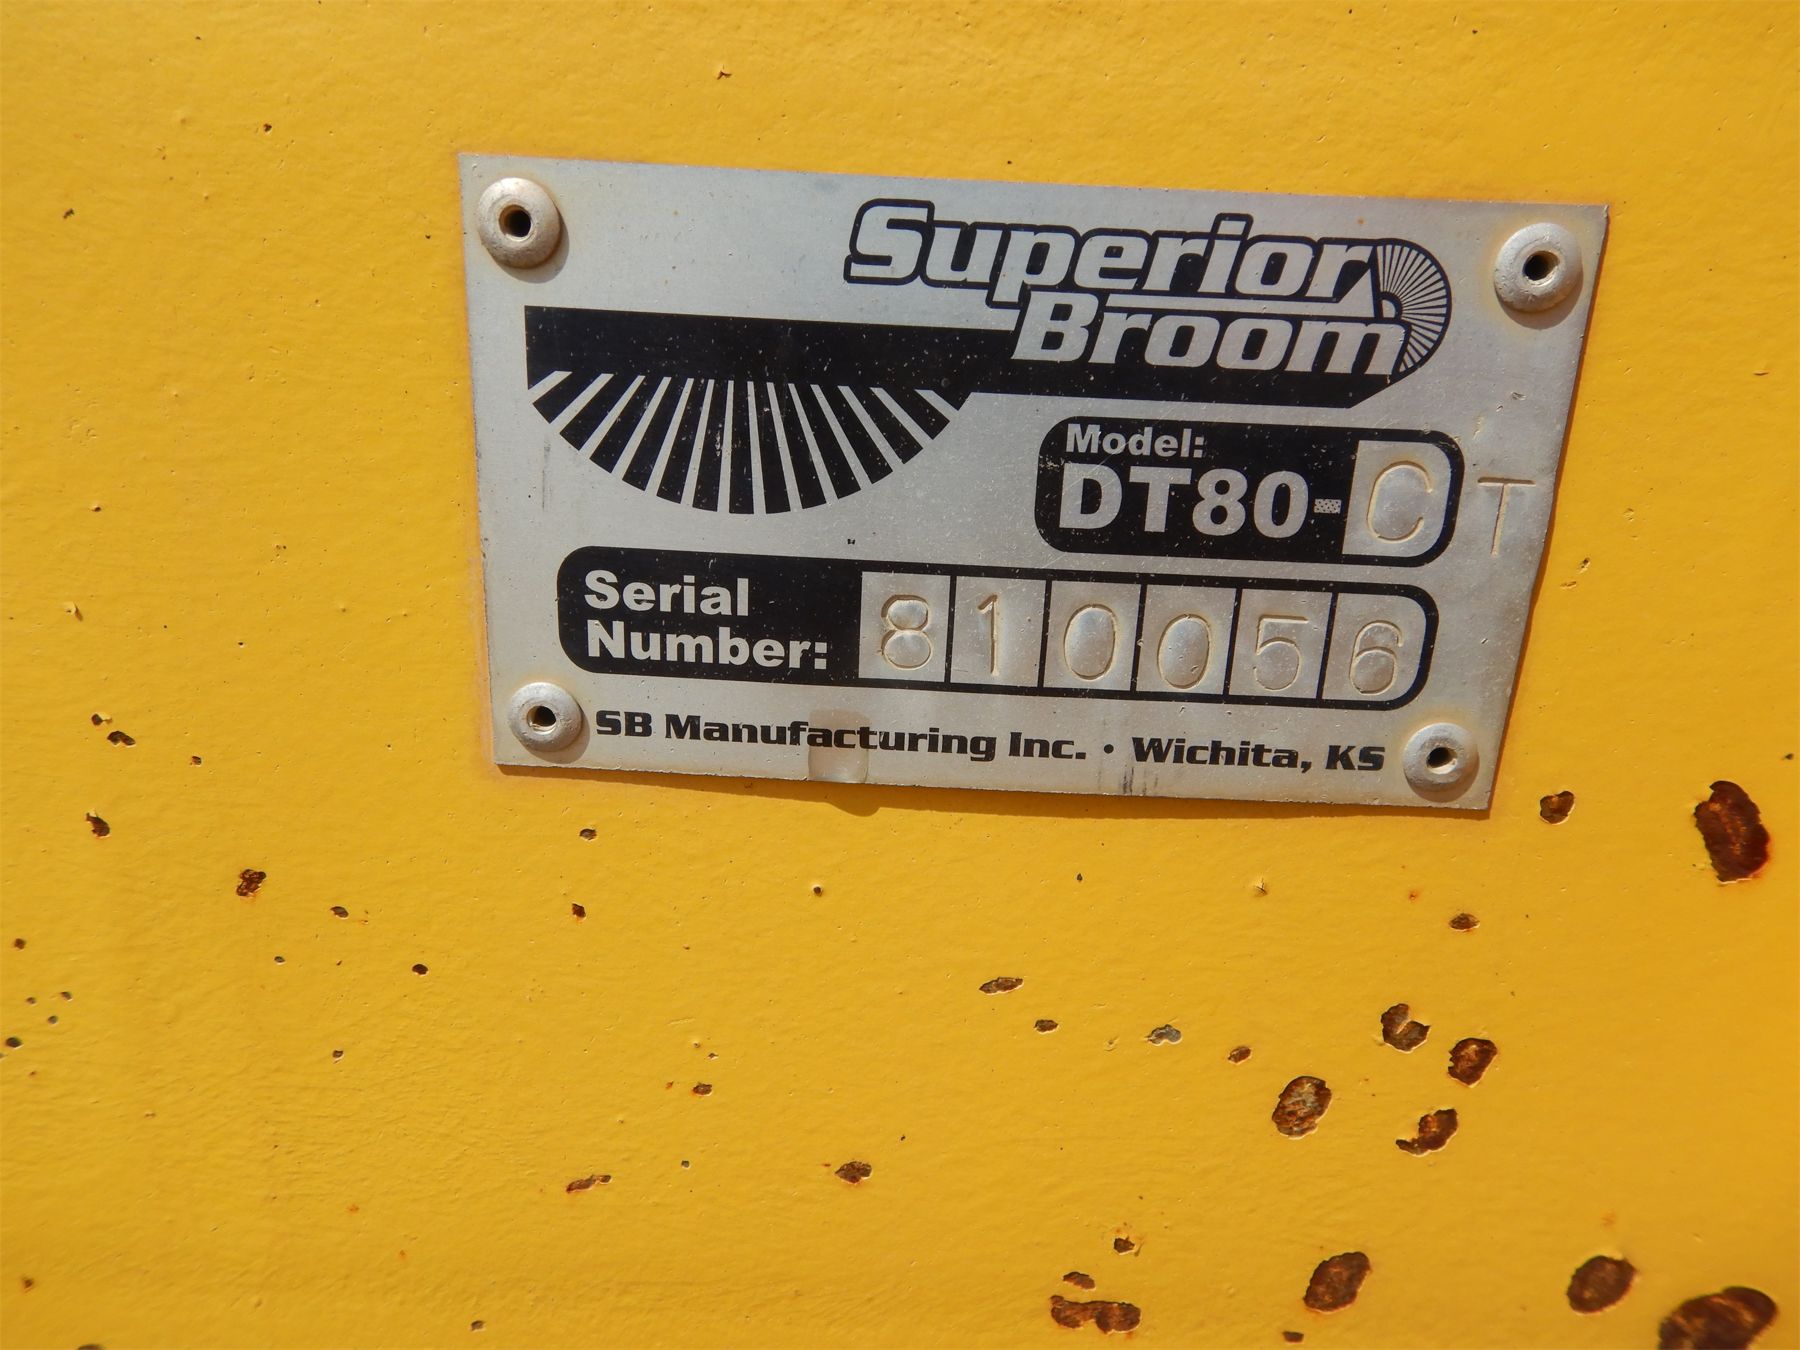 Superior
Broom
Model:
DT80-CT
Serial
Number: 810056
SB Manufacturing Inc. • Wichita, KS